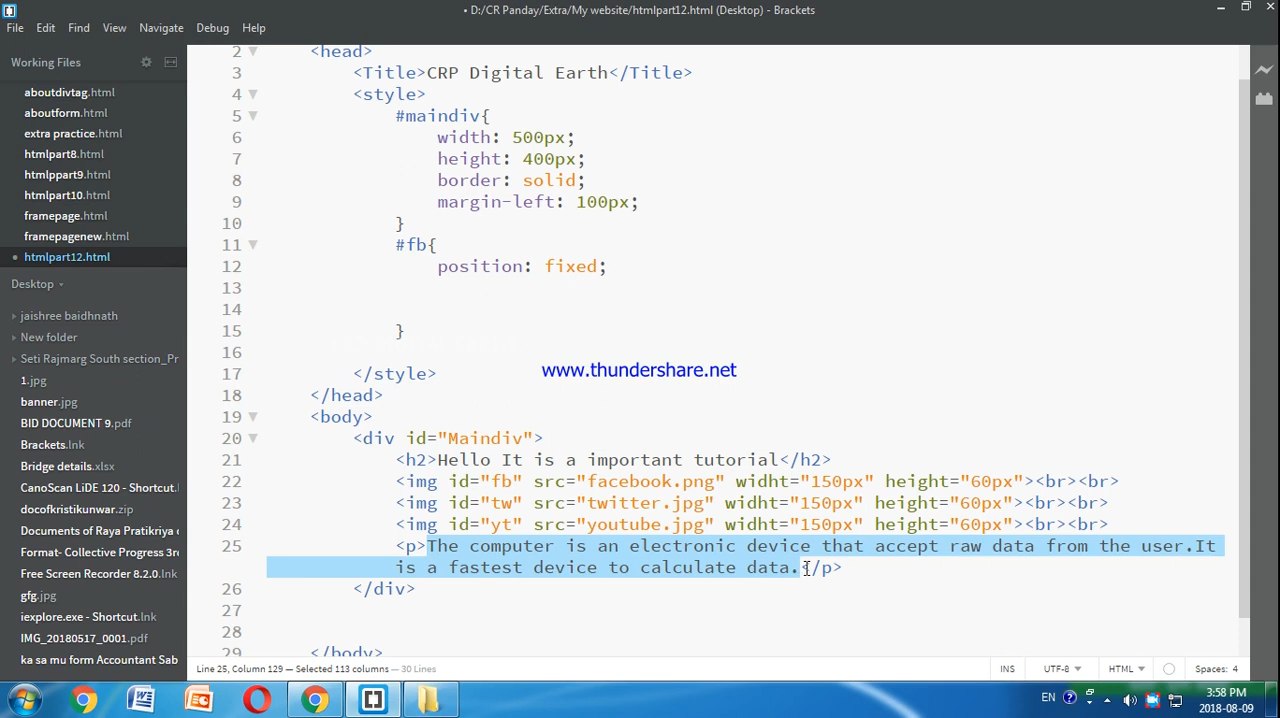 • D:/CR Panday/Extra/My website/htmlpart12.html (Desktop) - Brackets
File Edit Find View Navigate Debug Help
Working Files
aboutdivtag.html
aboutform.html
extra practice.html
htmlpart8.html
htmlppart9.html
htmlpart10.html
framepage.html
framepagenew.html
htmlpart12.html
Desktop
jaishree baidhnath
New folder
Seti Rajmarg South section_Pr
1.jpg
banner.jpg
BID DOCUMENT 9.pdf
Brackets.lnk
Bridge details.xlsx
CanoScan LiDE 120 - Shortcut.l
docofkristikunwar.zip
Documents of Raya Pratikriya
Format- Collective Progress 3r
Free Screen Recorder 8.2.0.lnk
gfg.jpg
iexplore.exe - Shortcut.lnk
IMG_20180517_0001.pdf
ka sa mu form Accountant Sab
2 <head>
3 <Title>CRP Digital Earth</Title>
4 <style>
5 #maindiv{
6 width: 500px;
7 height: 400px;
8 border: solid;
9 margin-left: 100px;
10 }
11 #fb{
12 position: fixed;
13
14
15 }
16
17 </style>
www.thundershare.net
18 </head>
19 <body>
20 <div id="Maindiv">
21 <h2>Hello It is a important tutorial</h2>
22 <img id="fb" src="facebook.png" widht="150px" height="60px"><br><br>
23 <img id="tw" src="twitter.jpg" widht="150px" height="60px"><br><br>
24 <img id="yt" src="youtube.jpg" widht="150px" height="60px"><br><br>
25 <p>The computer is an electronic device that accept raw data from the user.It
is a fastest device to calculate data.</p>
26 </div>
27
28
29 </body>
Line 25, Column 129 — Selected 113 columns — 30 Lines
INS UTF-8 HTML Spaces: 4
EN 3:58 PM
2018-08-09